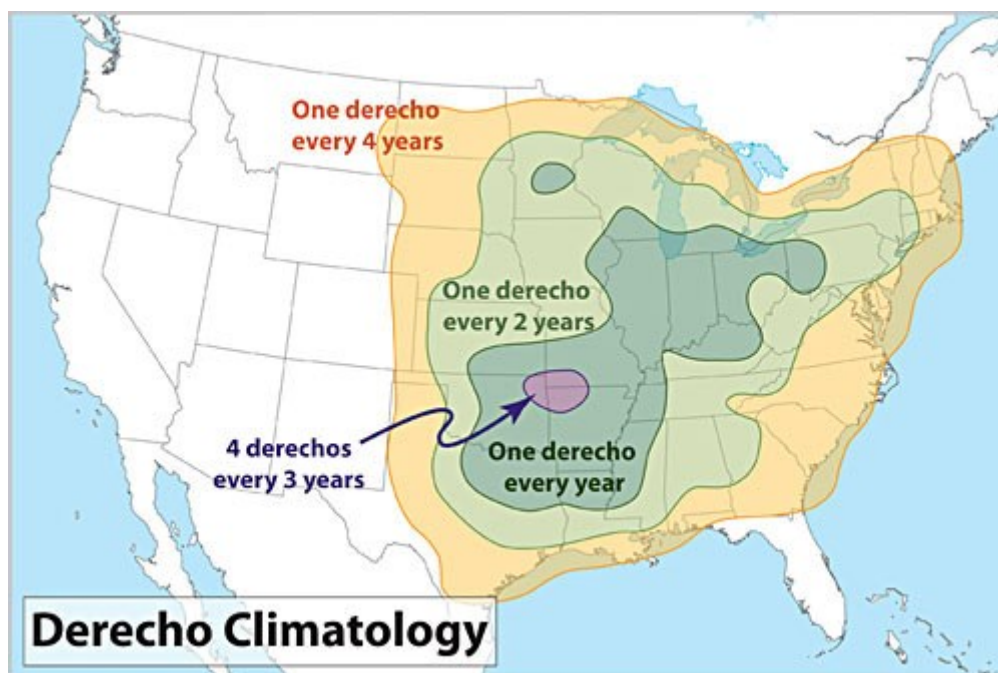 One derecho
every 4 years
One derecho
every 2 years
4 derechos
every 3 years
One derecho
every year
Derecho Climatology